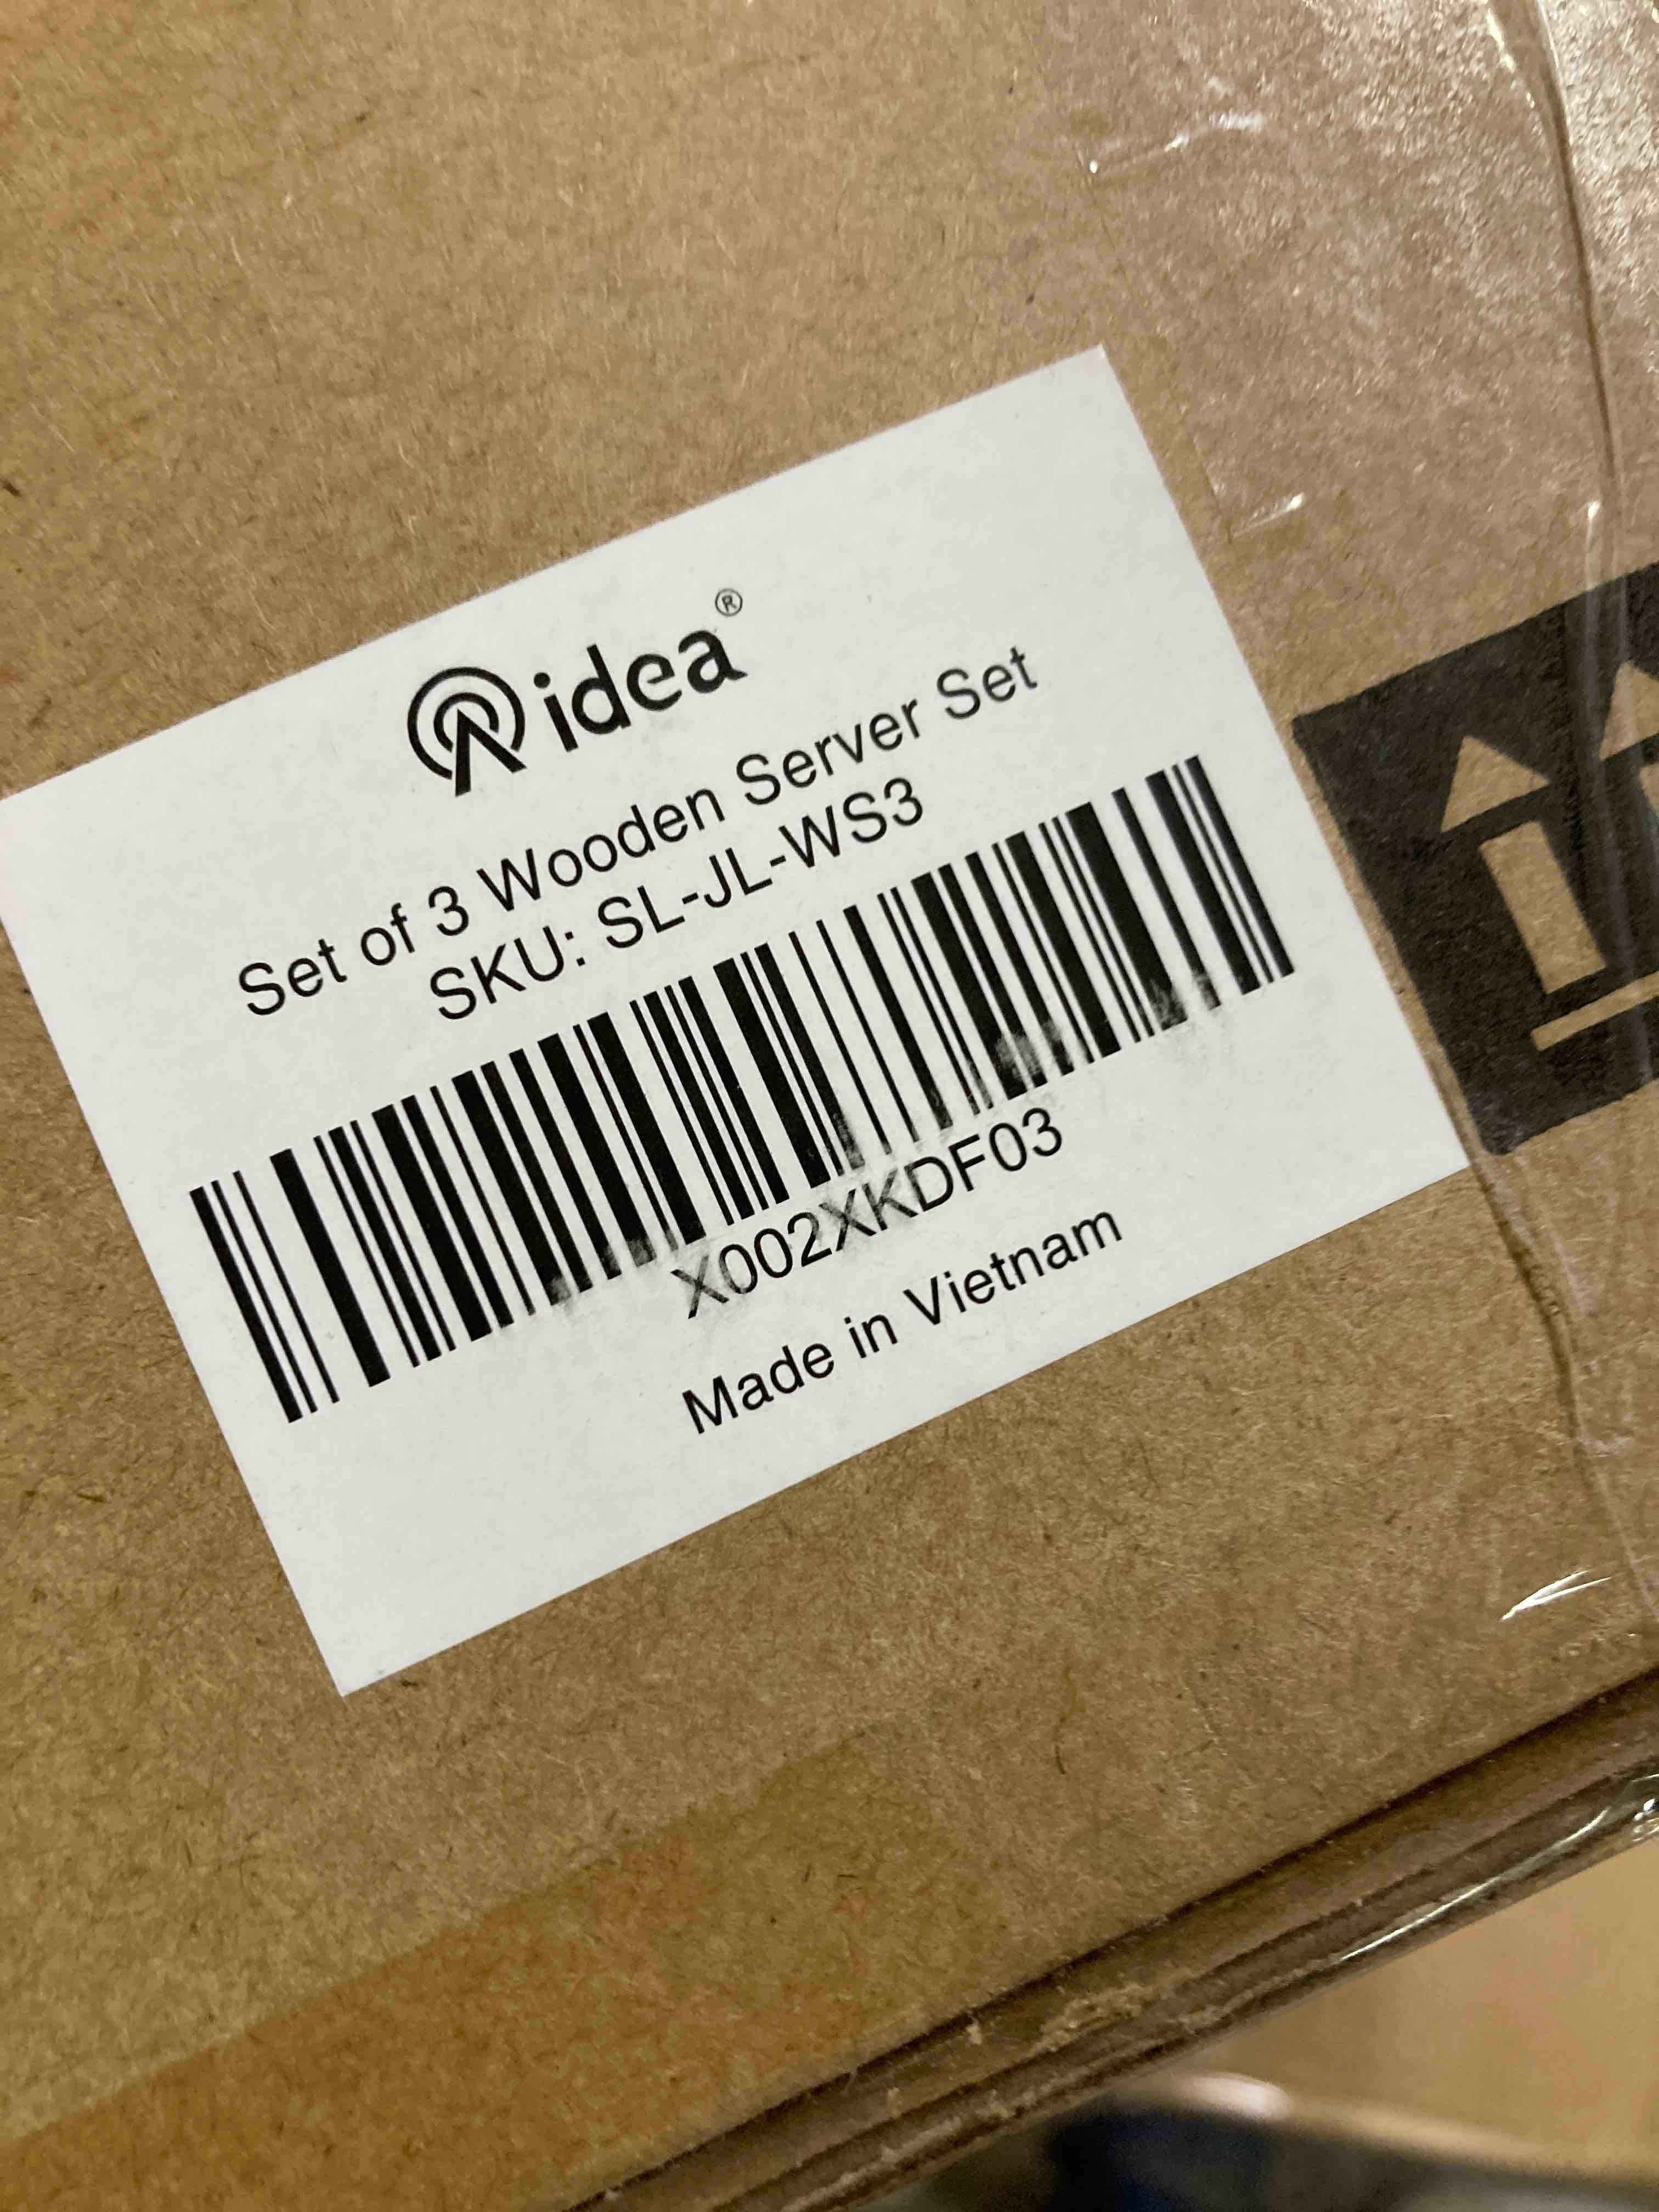 idea®
Set of 3 Wooden Server Set
SKU: SL-JL-WS3
X002XKDF03
Made in Vietnam